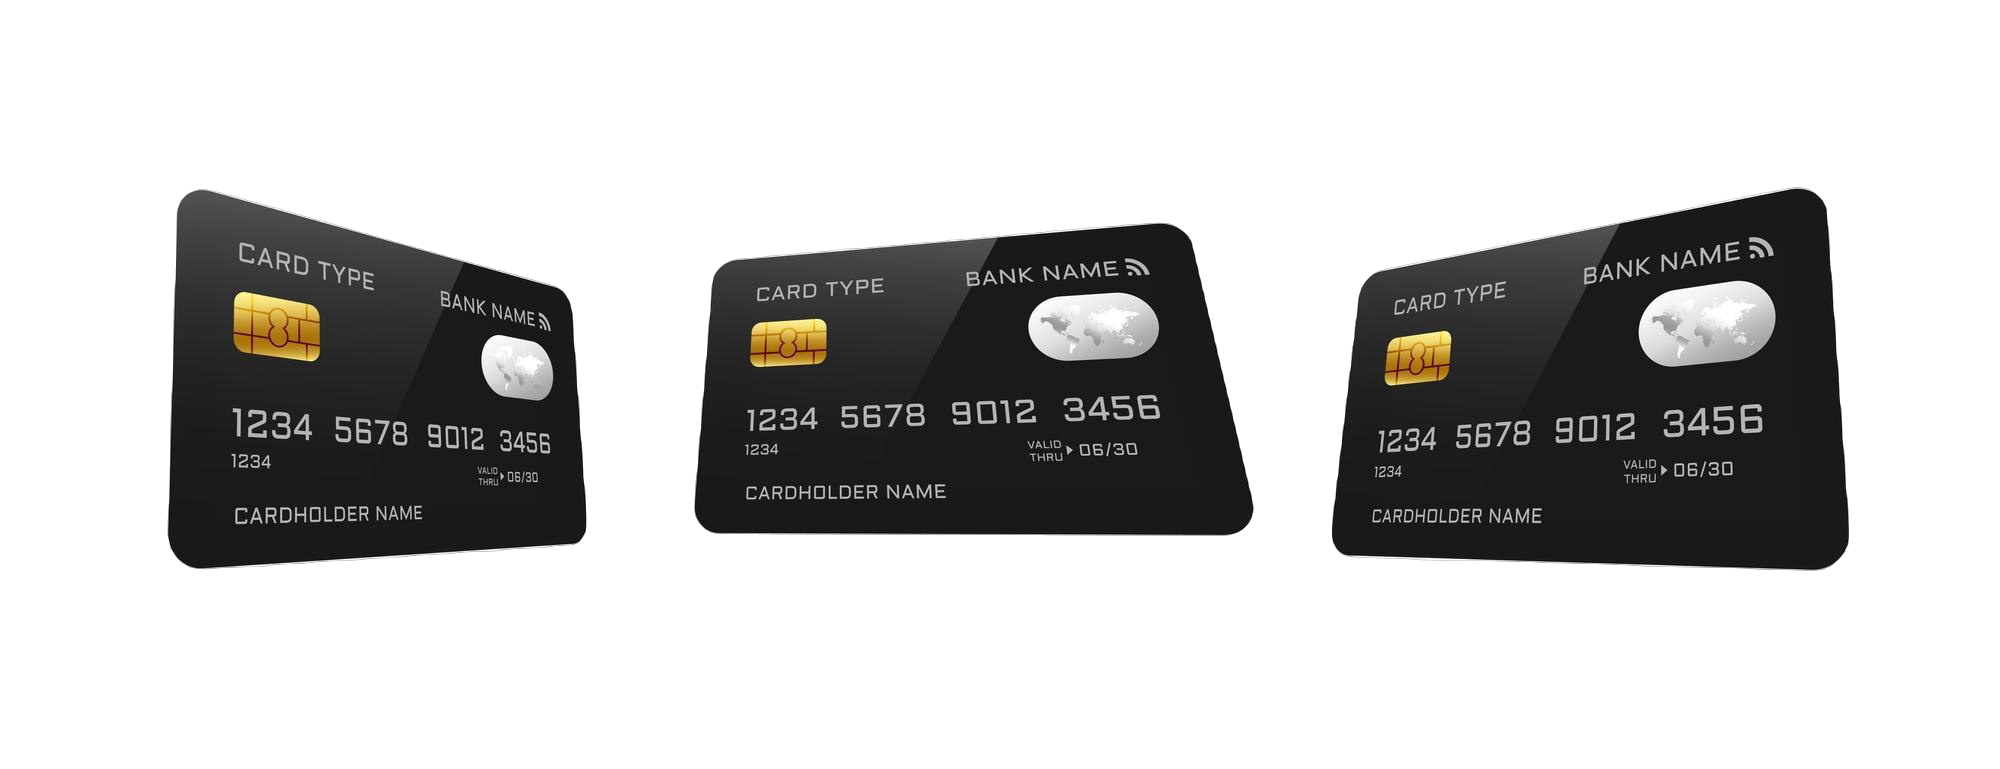 CARD TYPE
BANK NAME
1234 5678 9012 3456
1234
VALID
THRU
06/30
CARDHOLDER NAME
CARD TYPE
BANK NAME
1234 5678 9012 3456
1234
VALID
THRU
06/30
CARDHOLDER NAME
CARD TYPE
BANK NAME
1234 5678 9012 3456
1234
VALID
THRU
06/30
CARDHOLDER NAME